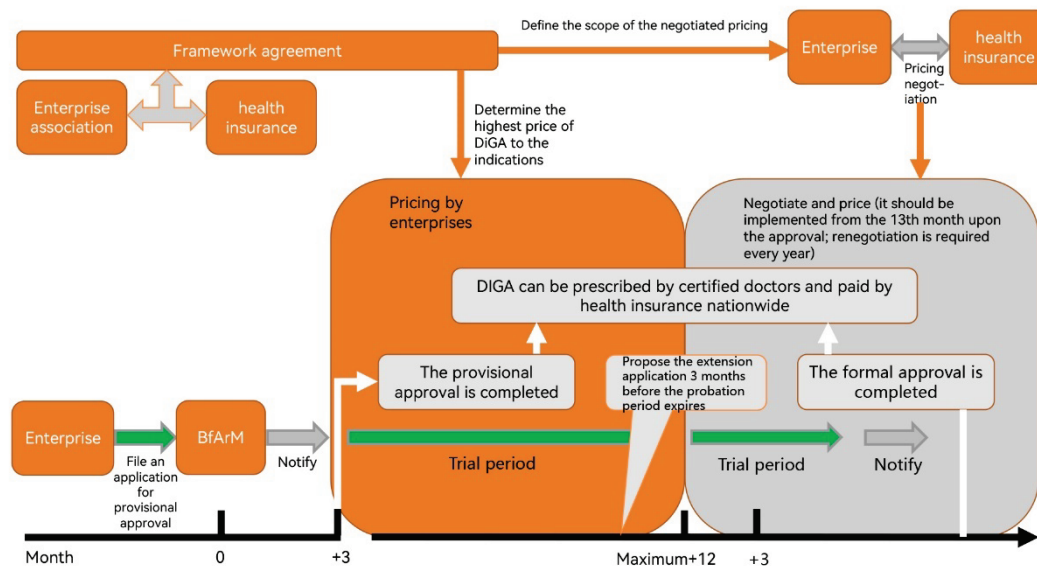 Define the scope of the negotiated pricing
Framework agreement
Enterprise
health
insurance
Pricing
negot-
iation
Enterprise
association
health
insurance
Determine the
highest price of
DiGA to the
indications
Pricing by
enterprises
Negotiate and price (it should be
implemented from the 13th month upon
the approval; renegotiation is required
every year)
DIGA can be prescribed by certified doctors and paid by
health insurance nationwide
The provisional
approval is completed
Propose the extension
application 3 months
before the probation
period expires
The formal approval is
completed
Enterprise
BfArM
File an
application
for
provisional
approval
Notify
Trial period
Trial period
Notify
Month
0
+3
Maximum+12
+3